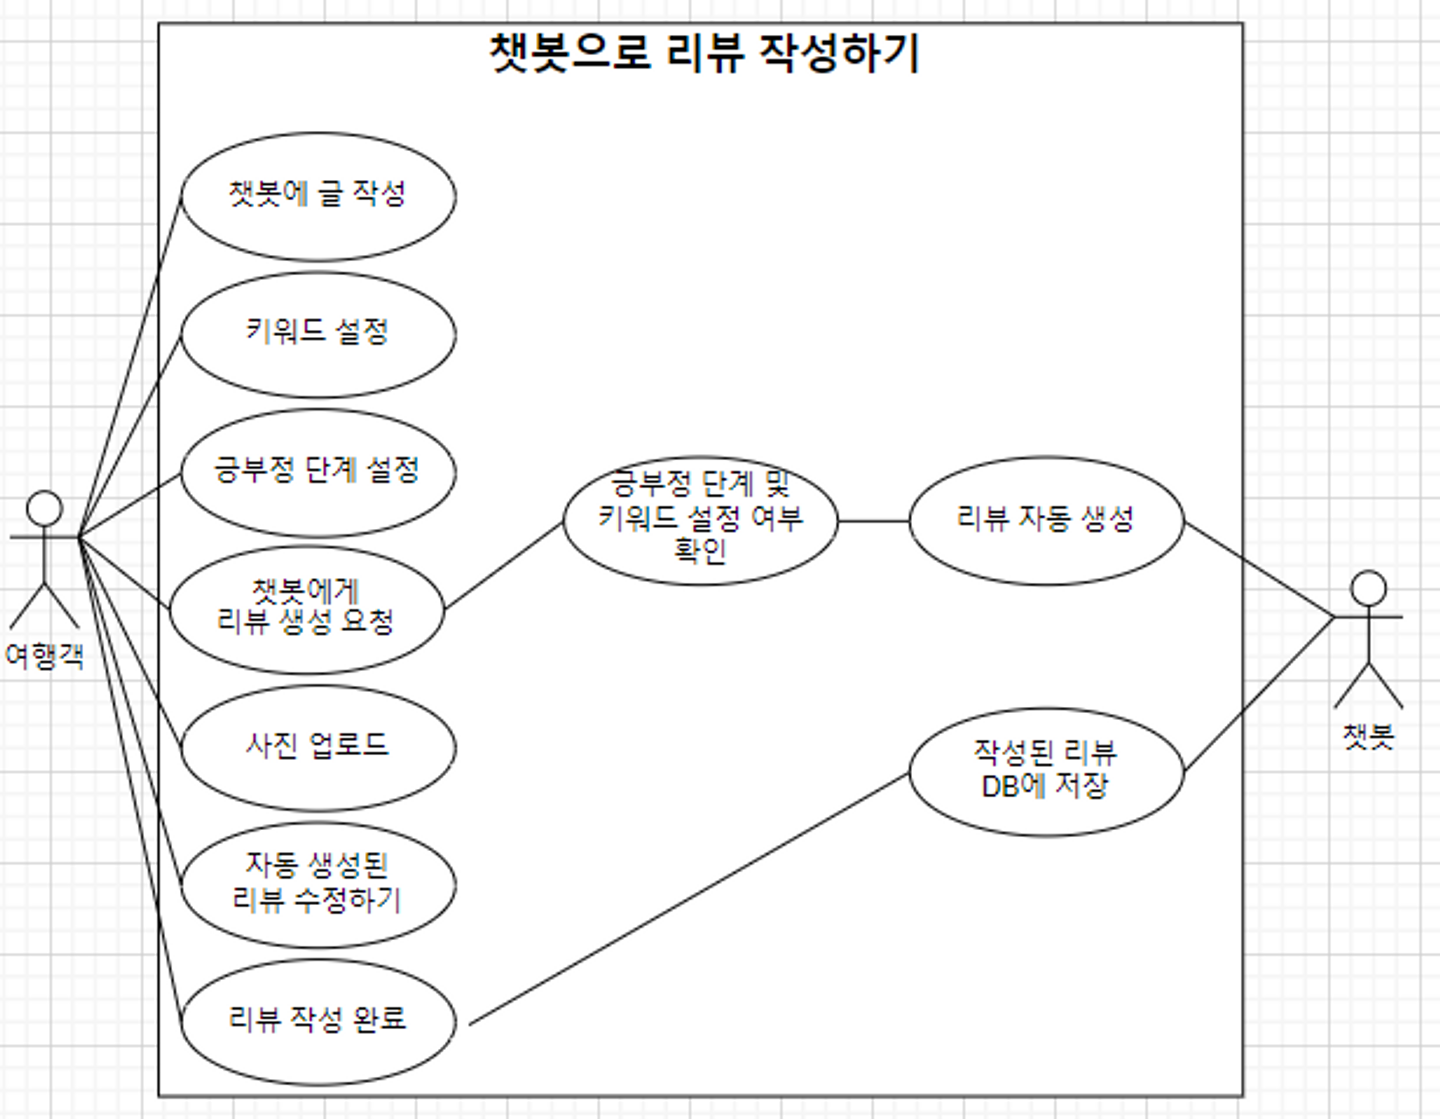 챗봇으로 리뷰 작성하기
챗봇에 글 작성
키워드 설정
긍부정 단계 설정
챗봇에게
리뷰 생성 요청
사진 업로드
자동 생성된
리뷰 수정하기
리뷰 작성 완료
긍부정 단계 및
키워드 설정 여부
확인
리뷰 자동 생성
작성된 리뷰
DB에 저장
여행객
챗봇